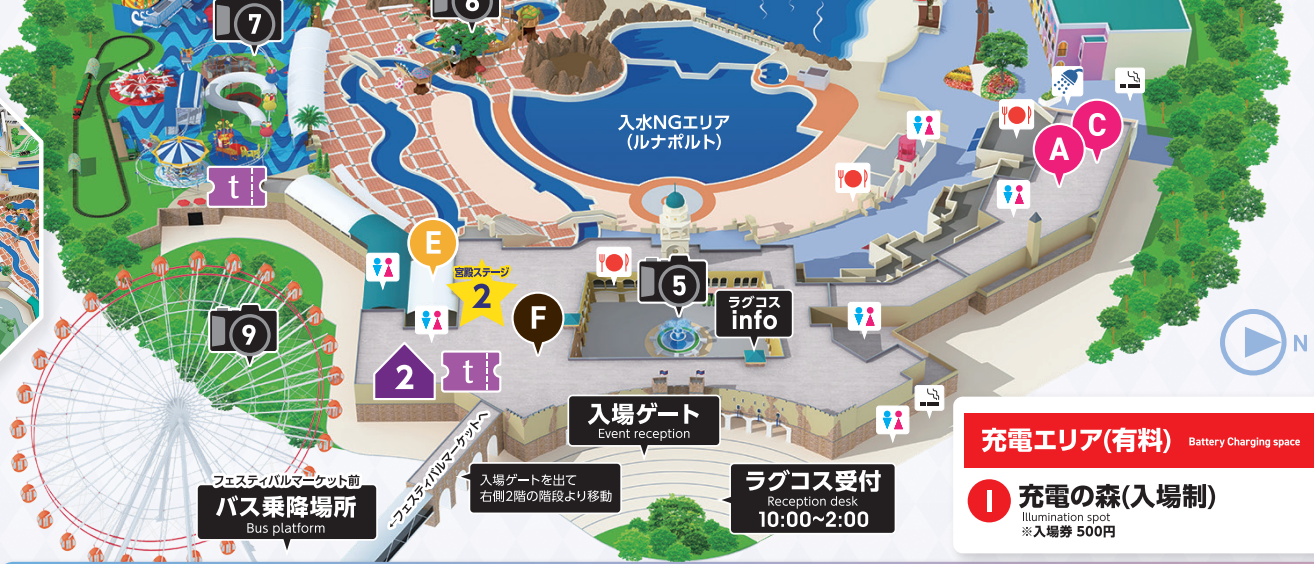 7
8
入水NGエリア
(ルナポルト)
C
A
t
E
宮殿ステージ
2
5
ラグコス
info
F
9
N
2
t
入場ゲート
Event reception
充電エリア(有料)
Battery Charging space
←フェスティバルマーケットへ
入場ゲートを出て
右側2階の階段より移動
ラグコス受付
Reception desk
10:00~2:00
フェスティバルマーケット前
バス乗降場所
Bus platform
I
充電の森(入場制)
Illumination spot
※入場券 500円